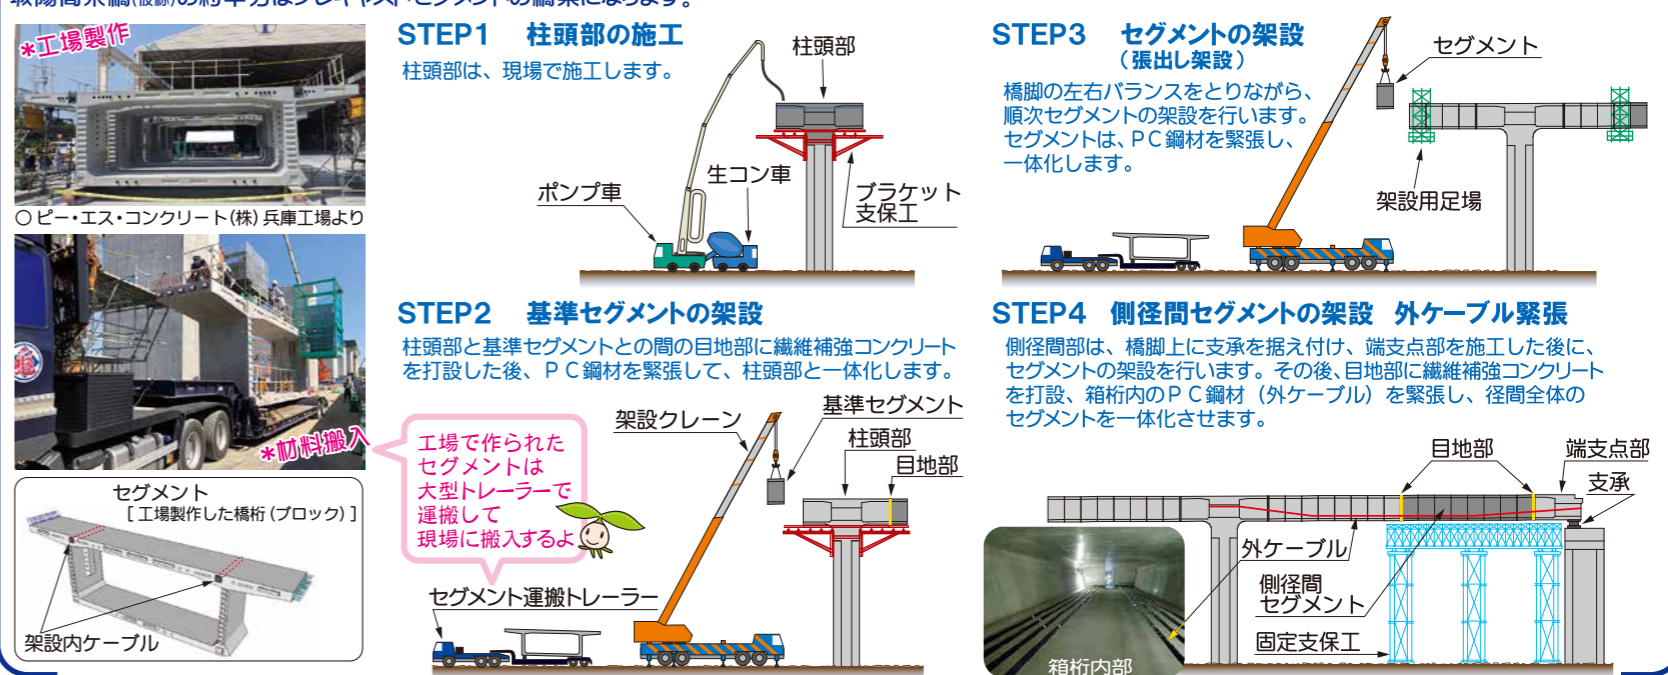 *工場製作
○ピー・エス・コンクリート(株)兵庫工場より
*材料搬入
セグメント
[工場製作した橋桁(ブロック)]
架設内ケーブル
STEP1 柱頭部の施工
柱頭部は、現場で施工します。
柱頭部
ポンプ車
生コン車
ブラケット
支保工
STEP2 基準セグメントの架設
柱頭部と基準セグメントとの間の目地部に繊維補強コンクリート
を打設した後、PC鋼材を緊張して、柱頭部と一体化します。
工場で作られた
セグメントは
大型トレーラーで
運搬して
現場に搬入するよ
架設クレーン
基準セグメント
柱頭部
目地部
セグメント運搬トレーラー
STEP3 セグメントの架設
(張出し架設)
橋脚の左右バランスをとりながら、
順次セグメントの架設を行います。
セグメントは、PC鋼材を緊張し、
一体化します。
セグメント
架設用足場
STEP4 側径間セグメントの架設 外ケーブル緊張
側径間部は、橋脚上に支承を据え付け、端支点部を施工した後に、
セグメントの架設を行います。その後、目地部に繊維補強コンクリート
を打設、箱桁内のPC鋼材(外ケーブル)を緊張し、径間全体の
セグメントを一体化させます。
目地部
端支点部
支承
外ケーブル
側径間
セグメント
固定支保工
箱桁内部